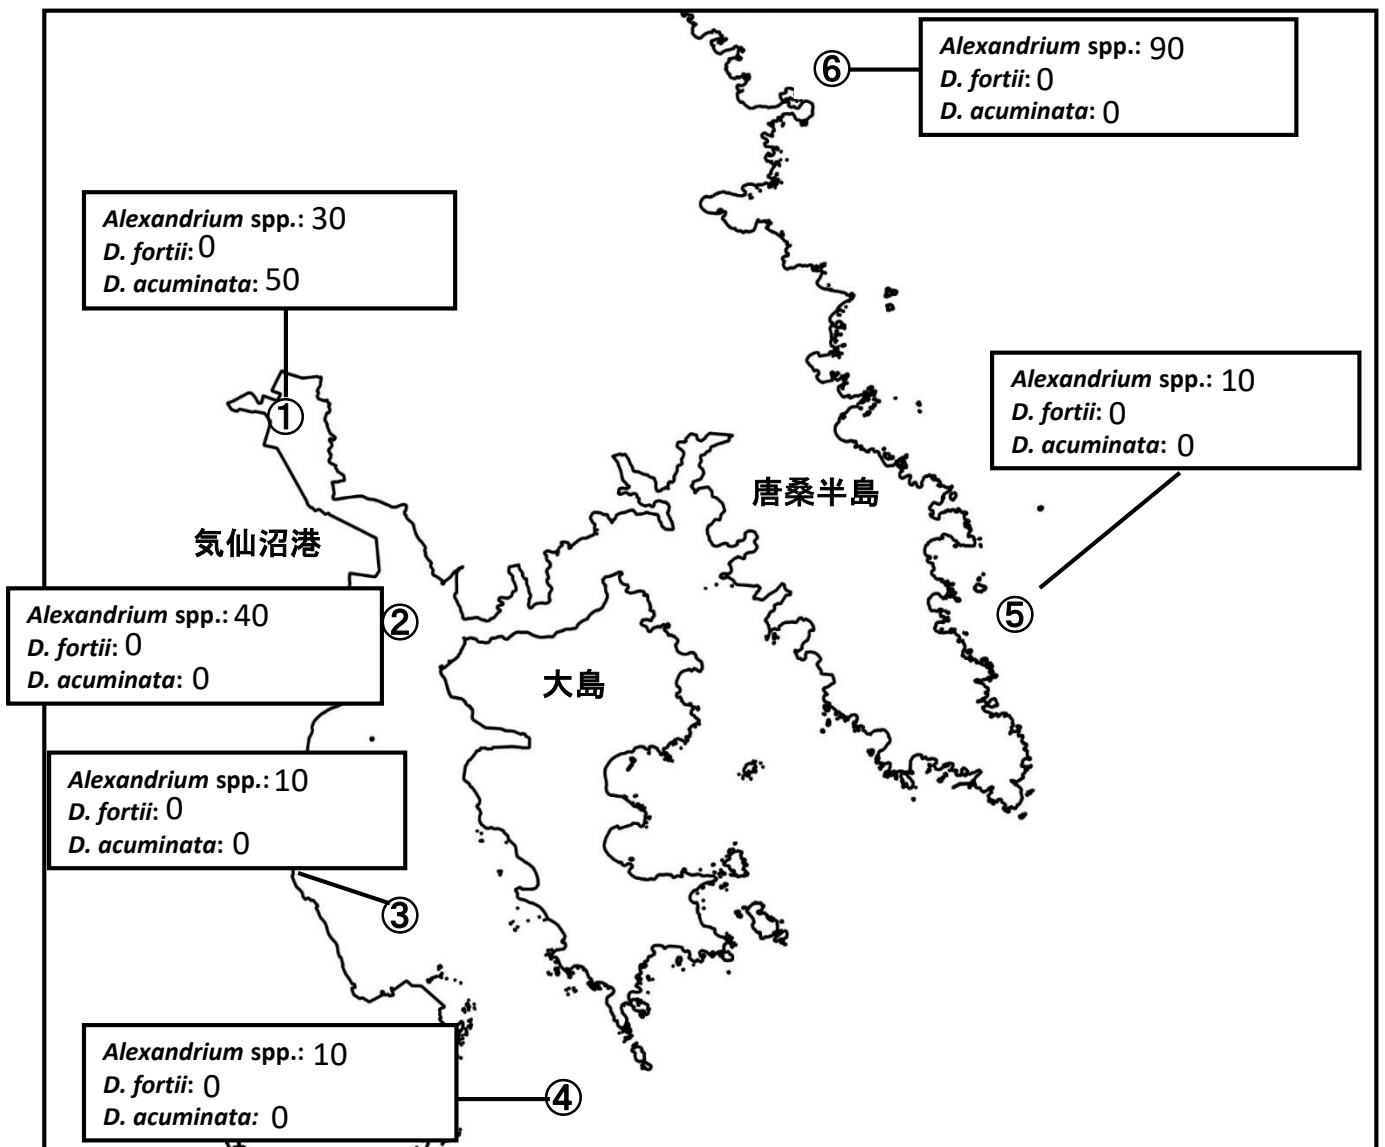 ⑥
Alexandrium spp.: 90
D. fortii: 0
D. acuminata: 0
Alexandrium spp.: 30
D. fortii: 0
D. acuminata: 50
①
Alexandrium spp.: 10
D. fortii: 0
D. acuminata: 0
唐桑半島
気仙沼港
Alexandrium spp.: 40
D. fortii: 0
D. acuminata: 0
②
⑤
大島
Alexandrium spp.: 10
D. fortii: 0
D. acuminata: 0
③
Alexandrium spp.: 10
D. fortii: 0
D. acuminata: 0
④